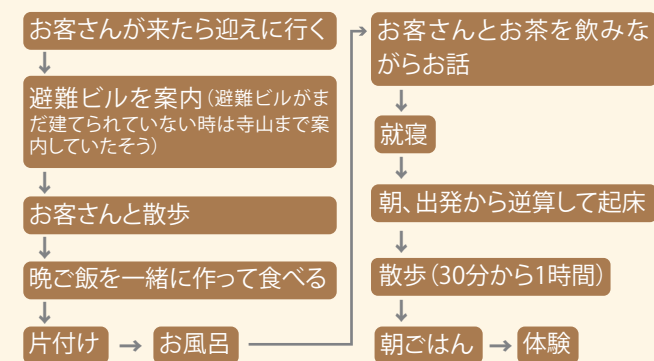 お客さんが来たら迎えに行く
↓
避難ビルを案内（避難ビルがま
だ建てられていない時は寺山まで案
内していたそう）
↓
お客さんと散歩
↓
晩ご飯を一緒に作って食べる
↓
片付け → お風呂
お客さんとお茶を飲みな
がらお話
↓
就寝
↓
朝、出発から逆算して起床
↓
散歩（30分から1時間）
↓
朝ごはん → 体験